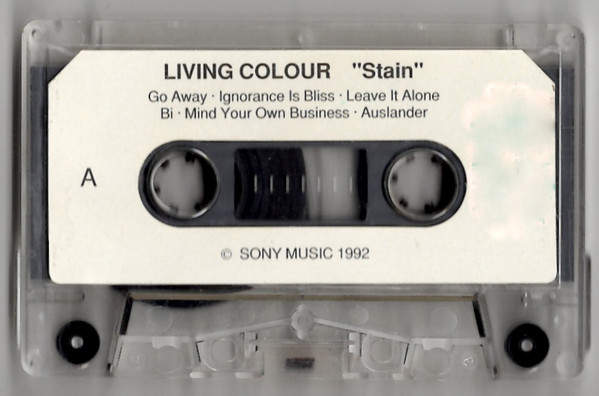 LIVING COLOUR "Stain"
Go Away · Ignorance Is Bliss · Leave It Alone
Bi · Mind Your Own Business · Auslander
A
© SONY MUSIC 1992